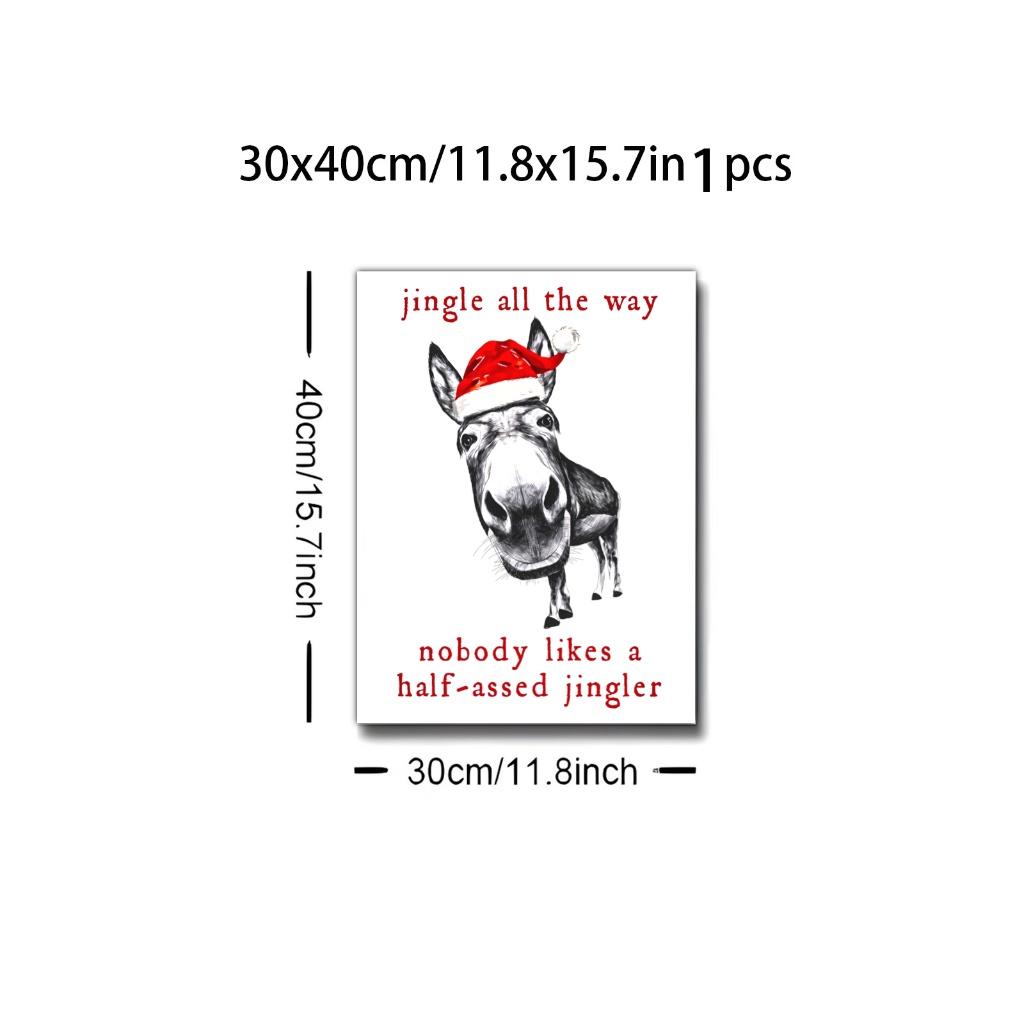 30x40cm/11.8x15.7in 1 pcs
jingle all the way
40cm/15.7inch
nobody likes a
half-assed jingler
30cm/11.8inch